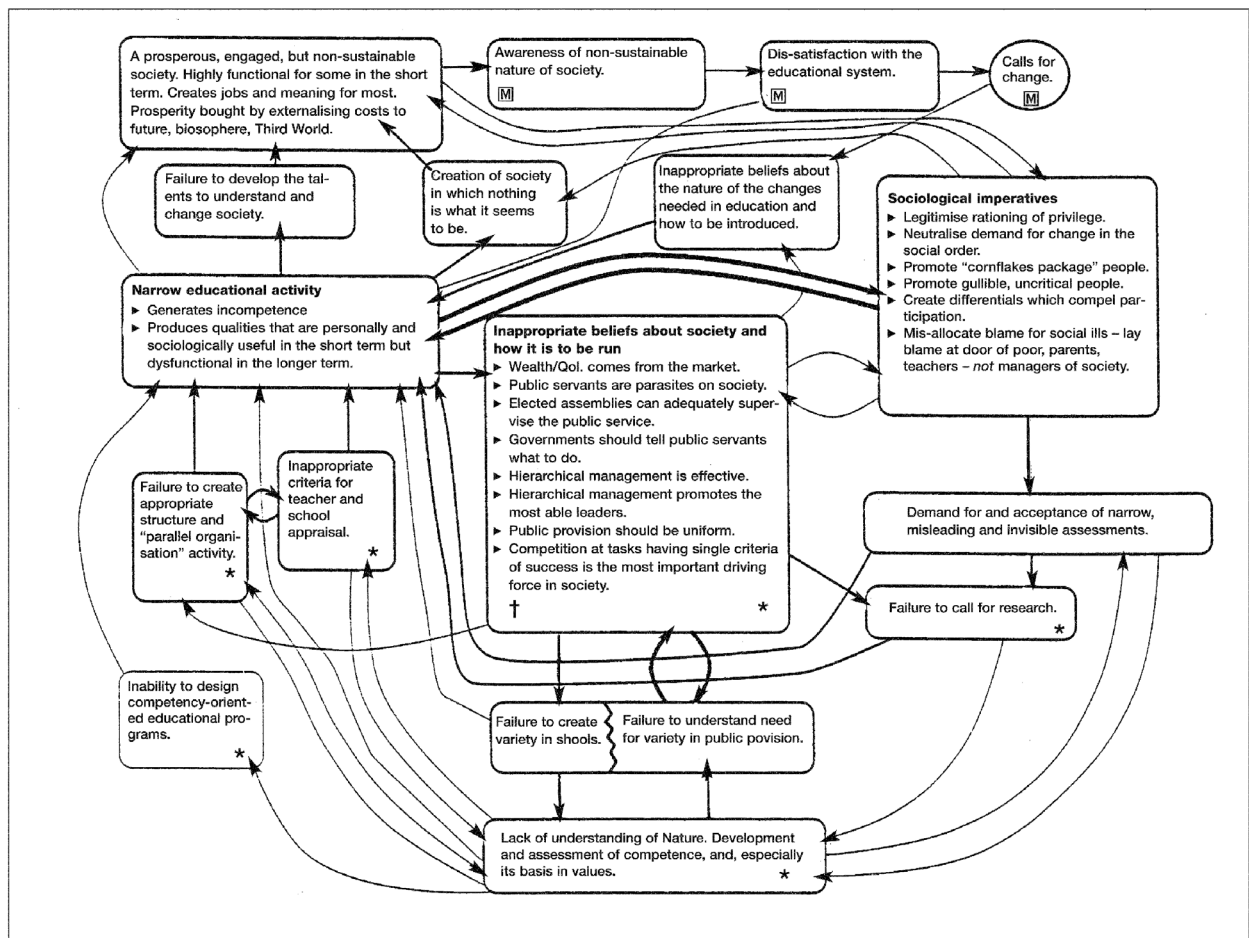 A prosperous, engaged, but non-sustainable
society. Highly functional for some in the short
term. Creates jobs and meaning for most.
Prosperity bought by externalising costs to
future, biosphere, Third World.
Awareness of non-sustainable
nature of society.
M
Dis-satisfaction with the
educational system.
M
Calls for
change.
M
Failure to develop the tal-
ents to understand and
change society.
Creation of society
in which nothing
is what it seems
to be.
Inappropriate beliefs about
the nature of the changes
needed in education and
how to be introduced.
Sociological imperatives
► Legitimise rationing of privilege.
► Neutralise demand for change in the
social order.
► Promote “cornflakes package” people.
► Promote gullible, uncritical people.
► Create differentials which compel par-
ticipation.
► Mis-allocate blame for social ills – lay
blame at door of poor, parents,
teachers – not managers of society.
Narrow educational activity
► Generates incompetence
► Produces qualities that are personally and
sociologically useful in the short term but
dysfunctional in the longer term.
Inappropriate beliefs about society and
how it is to be run
► Wealth/Qol. comes from the market.
► Public servants are parasites on society.
► Elected assemblies can adequately super-
vise the public service.
► Governments should tell public servants
what to do.
► Hierarchical management is effective.
► Hierarchical management promotes the
most able leaders.
► Public provision should be uniform.
► Competition at tasks having single criteria
of success is the most important driving
force in society.
† *
Failure to create
appropriate
structure and
“parallel organi-
sation” activity.
*
Inappropriate
criteria for
teacher and
school
appraisal.
*
Demand for and acceptance of narrow,
misleading and invisible assessments.
Failure to call for research.
*
Inability to design
competency-orient-
ed educational pro-
grams.
*
Failure to create
variety in shools.
Failure to understand need
for variety in public povision.
Lack of understanding of Nature. Development
and assessment of competence, and, especially
its basis in values.
*